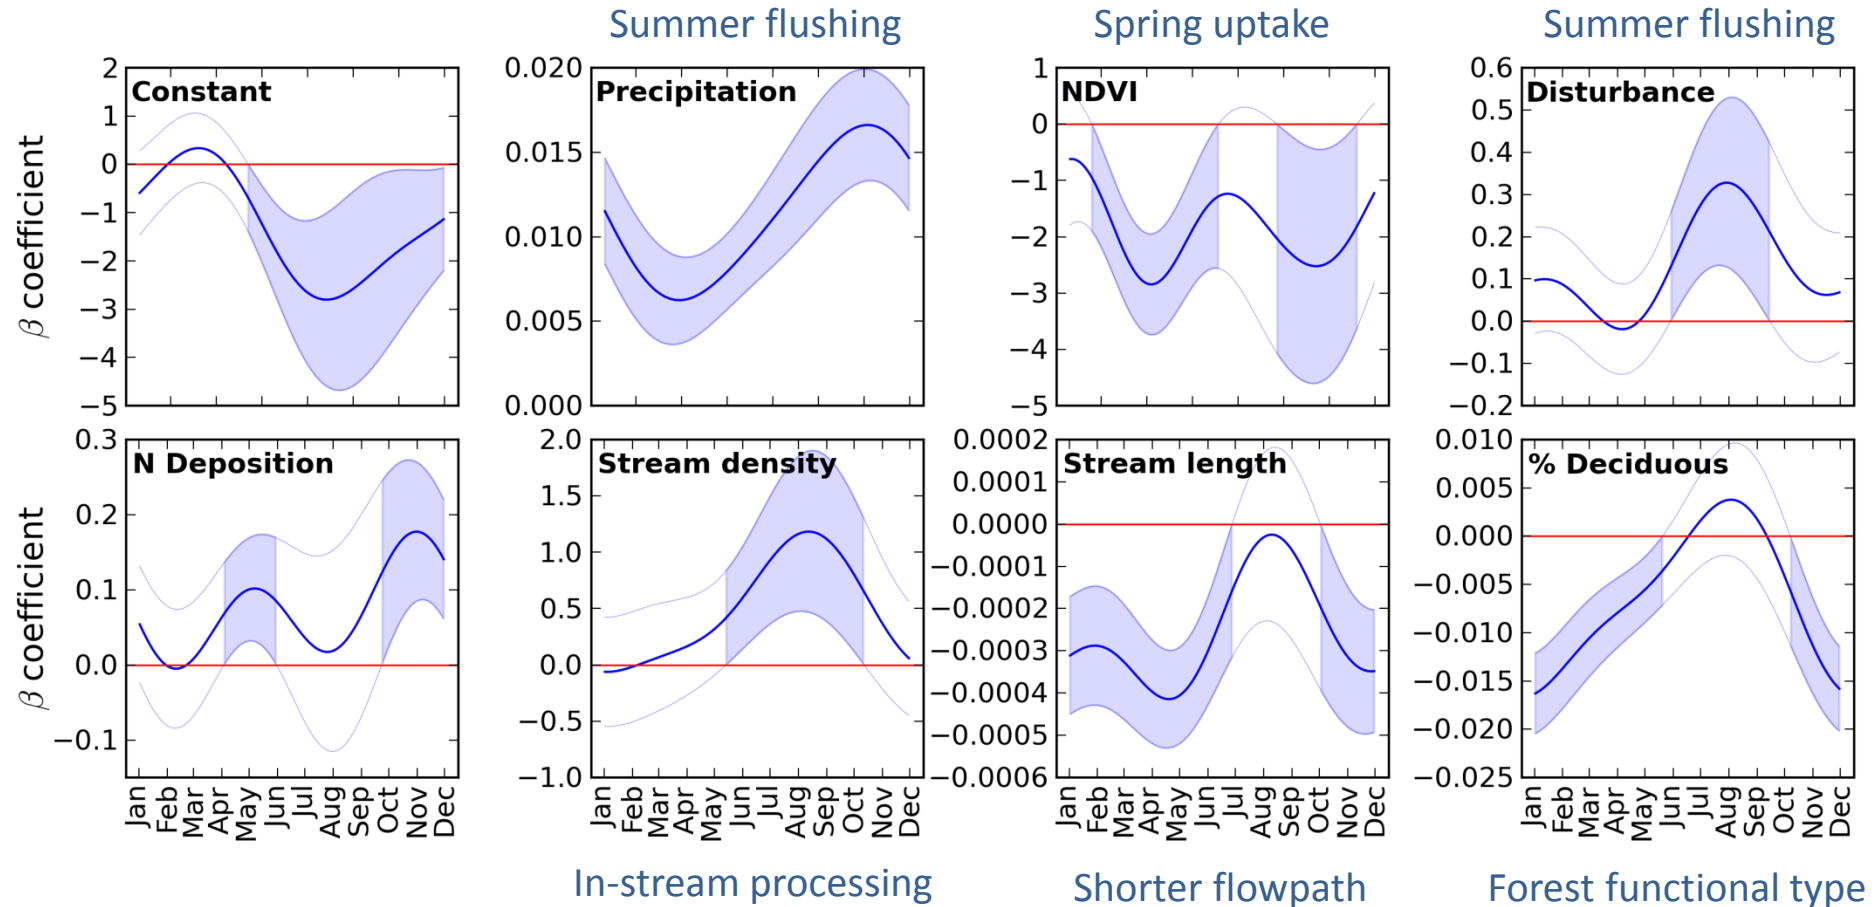 Summer flushing
Spring uptake
Summer flushing
β coefficient
2
1
0
−1
−2
−3
−4
−5
Constant
0.020
0.015
0.010
0.005
0.000
Precipitation
1
0
−1
−2
−3
−4
−5
NDVI
0.6
0.5
0.4
0.3
0.2
0.1
0.0
−0.1
−0.2
Disturbance
β coefficient
0.3
0.2
0.1
0.0
−0.1
N Deposition
2.0
1.5
1.0
0.5
0.0
−0.5
−1.0
Stream density
0.0002
0.0001
0.0000
−0.0001
−0.0002
−0.0003
−0.0004
−0.0005
−0.0006
Stream length
0.010
0.005
0.000
−0.005
−0.010
−0.015
−0.020
−0.025
% Deciduous
Jan Feb Mar Apr May Jun Jul Aug Sep Oct Nov Dec
Jan Feb Mar Apr May Jun Jul Aug Sep Oct Nov Dec
Jan Feb Mar Apr May Jun Jul Aug Sep Oct Nov Dec
Jan Feb Mar Apr May Jun Jul Aug Sep Oct Nov Dec
In-stream processing
Shorter flowpath
Forest functional type